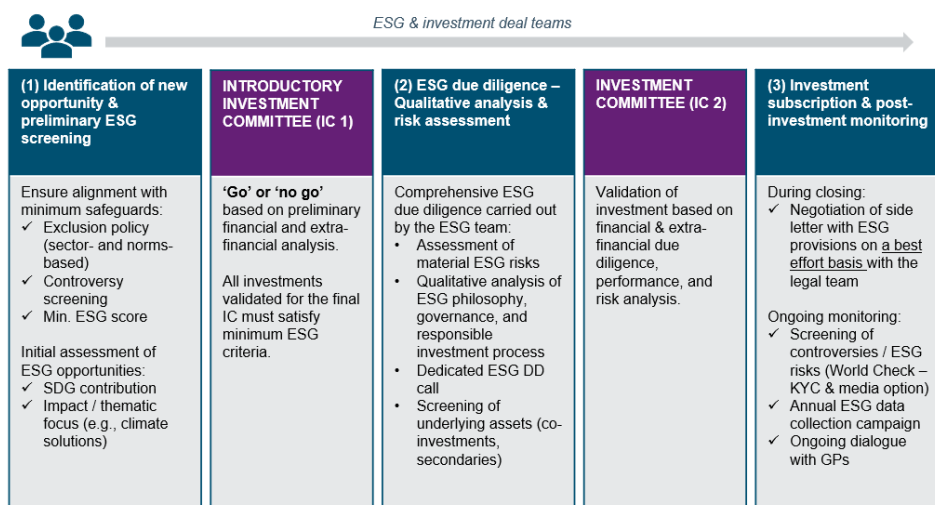 ESG & investment deal teams
(1) Identification of new
opportunity &
preliminary ESG
screening
Ensure alignment with
minimum safeguards:
✓ Exclusion policy
(sector- and norms-
based)
✓ Controversy
screening
✓ Min. ESG score
Initial assessment of
ESG opportunities:
✓ SDG contribution
✓ Impact / thematic
focus (e.g., climate
solutions)
INTRODUCTORY
INVESTMENT
COMMITTEE (IC 1)
‘Go’ or ‘no go’
based on preliminary
financial and extra-
financial analysis.
All investments
validated for the final
IC must satisfy
minimum ESG
criteria.
(2) ESG due diligence –
Qualitative analysis &
risk assessment
Comprehensive ESG
due diligence carried out
by the ESG team:
• Assessment of
material ESG risks
• Qualitative analysis of
ESG philosophy,
governance, and
responsible
investment process
• Dedicated ESG DD
call
• Screening of
underlying assets (co-
investments,
secondaries)
INVESTMENT
COMMITTEE (IC 2)
Validation of
investment based on
financial & extra-
financial due
diligence,
performance, and
risk analysis.
(3) Investment
subscription & post-
investment monitoring
During closing:
✓ Negotiation of side
letter with ESG
provisions on a best
effort basis with the
legal team
Ongoing monitoring:
✓ Screening of
controversies / ESG
risks (World Check –
KYC & media option)
✓ Annual ESG data
collection campaign
✓ Ongoing dialogue
with GPs